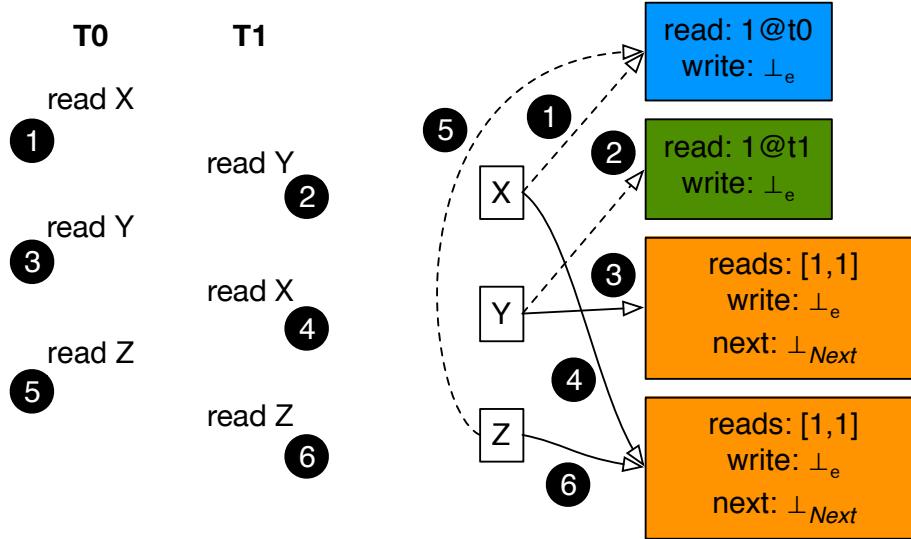 T0
T1
read X
1
read Y
2
read Y
3
read X
4
read Z
5
read Z
6
1
5
2
3
4
6
X
Y
Z
read: 1@t0
write: ⊥e
read: 1@t1
write: ⊥e
reads: [1,1]
write: ⊥e
next: ⊥Next
reads: [1,1]
write: ⊥e
next: ⊥Next